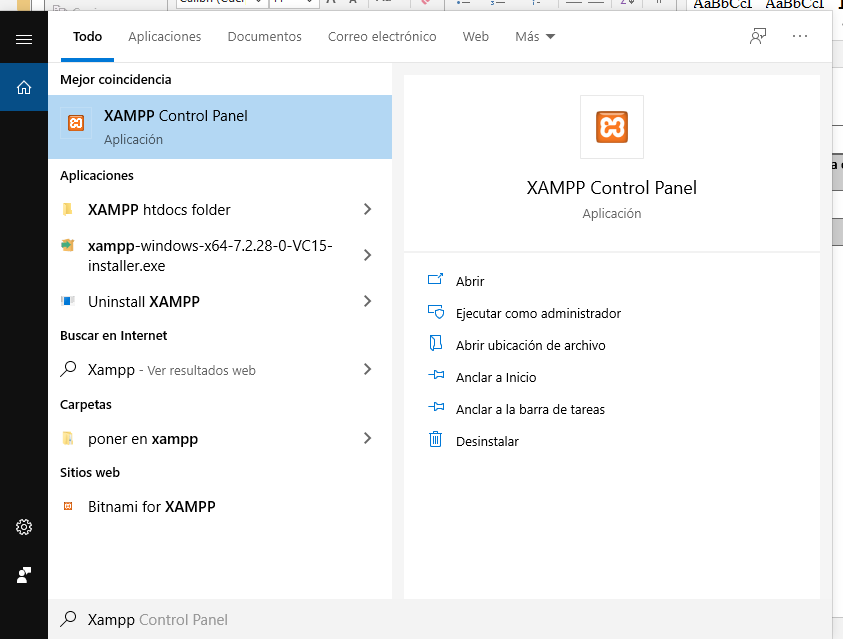 AaBbCcI AaBbCcI
Todo Aplicaciones Documentos Correo electrónico Web Más
Mejor coincidencia
XAMPP Control Panel
Aplicación
Aplicaciones
XAMPP htdocs folder
xampp-windows-x64-7.2.28-0-VC15-
installer.exe
Uninstall XAMPP
Buscar en Internet
Xampp - Ver resultados web
Carpetas
poner en xampp
Sitios web
Bitnami for XAMPP
XAMPP Control Panel
Aplicación
Abrir
Ejecutar como administrador
Abrir ubicación de archivo
Anclar a Inicio
Anclar a la barra de tareas
Desinstalar
Xampp Control Panel